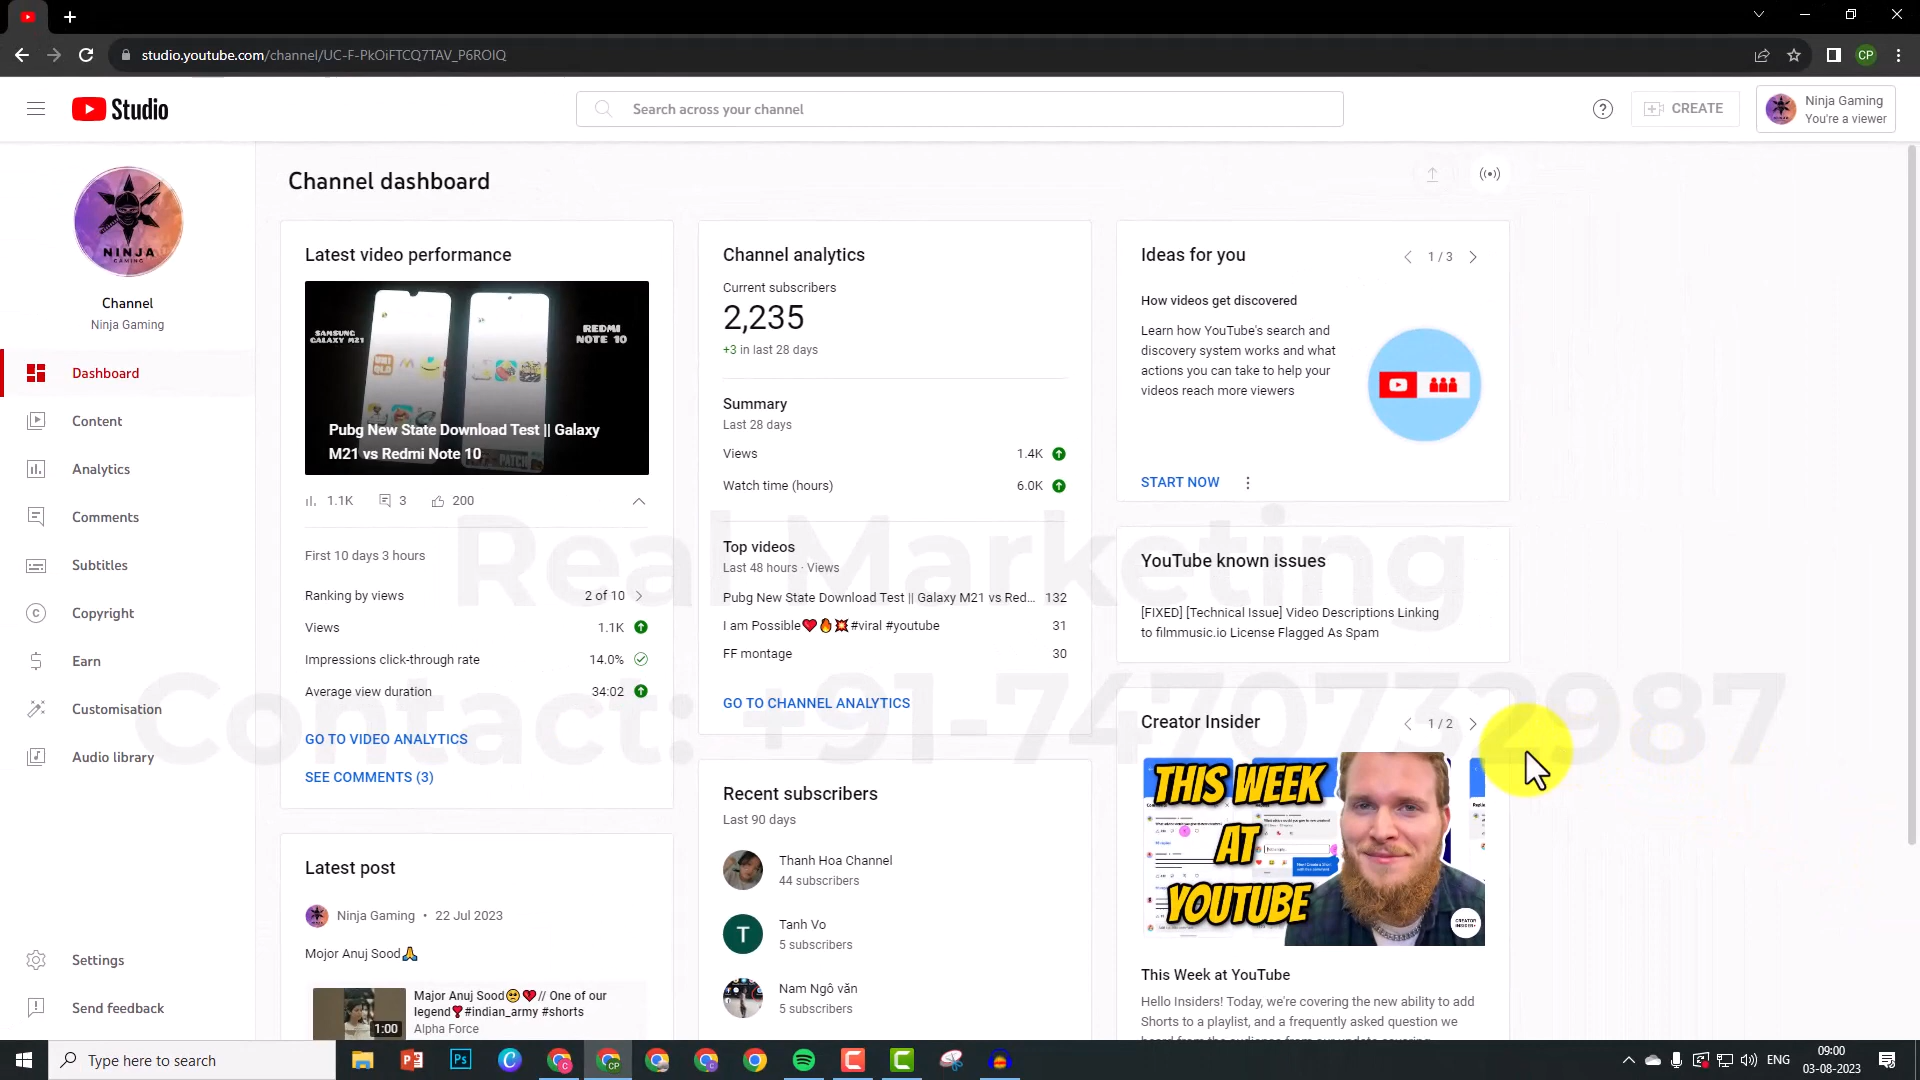 studio.youtube.com/channel/UC-F-PkOiFTCQ7TAV_P6ROIQ
CP
Studio
Search across your channel
CREATE
Ninja Gaming
You're a viewer
NINJA
GAMING
Channel
Ninja Gaming
Dashboard
Content
Analytics
Comments
Subtitles
Copyright
Earn
Customisation
Audio library
Settings
Send feedback
Channel dashboard
Latest video performance
SAMSUNG
GALAXY M21
REDMI
NOTE 10
Pubg New State Download Test || Galaxy
M21 vs Redmi Note 10
1.1K 3 200
First 10 days 3 hours
Ranking by views 2 of 10
Views 1.1K
Impressions click-through rate 14.0%
Average view duration 34:02
GO TO VIDEO ANALYTICS
SEE COMMENTS (3)
Latest post
Ninja Gaming • 22 Jul 2023
Mojor Anuj Sood🙏
Major Anuj Sood🥺💔// One of our
legend❣️#indian_army #shorts
Alpha Force
1:00
Channel analytics
Current subscribers
2,235
+3 in last 28 days
Summary
Last 28 days
Views 1.4K
Watch time (hours) 6.0K
Top videos
Last 48 hours · Views
Pubg New State Download Test || Galaxy M21 vs Red... 132
I am Possible❤️🔥💥#viral #youtube 31
FF montage 30
GO TO CHANNEL ANALYTICS
Recent subscribers
Last 90 days
Thanh Hoa Channel
44 subscribers
T
Tanh Vo
5 subscribers
Nam Ngô văn
5 subscribers
Ideas for you
1 / 3
How videos get discovered
Learn how YouTube's search and
discovery system works and what
actions you can take to help your
videos reach more viewers
START NOW
YouTube known issues
[FIXED] [Technical Issue] Video Descriptions Linking
to filmmusic.io License Flagged As Spam
Creator Insider
1 / 2
THIS WEEK
AT
YOUTUBE
CREATOR
INSIDER
This Week at YouTube
Hello Insiders! Today, we're covering the new ability to add
Shorts to a playlist, and a frequently asked question we
Real Marketing
Contact: +91-7470732987
Type here to search
ENG
09:00
03-08-2023